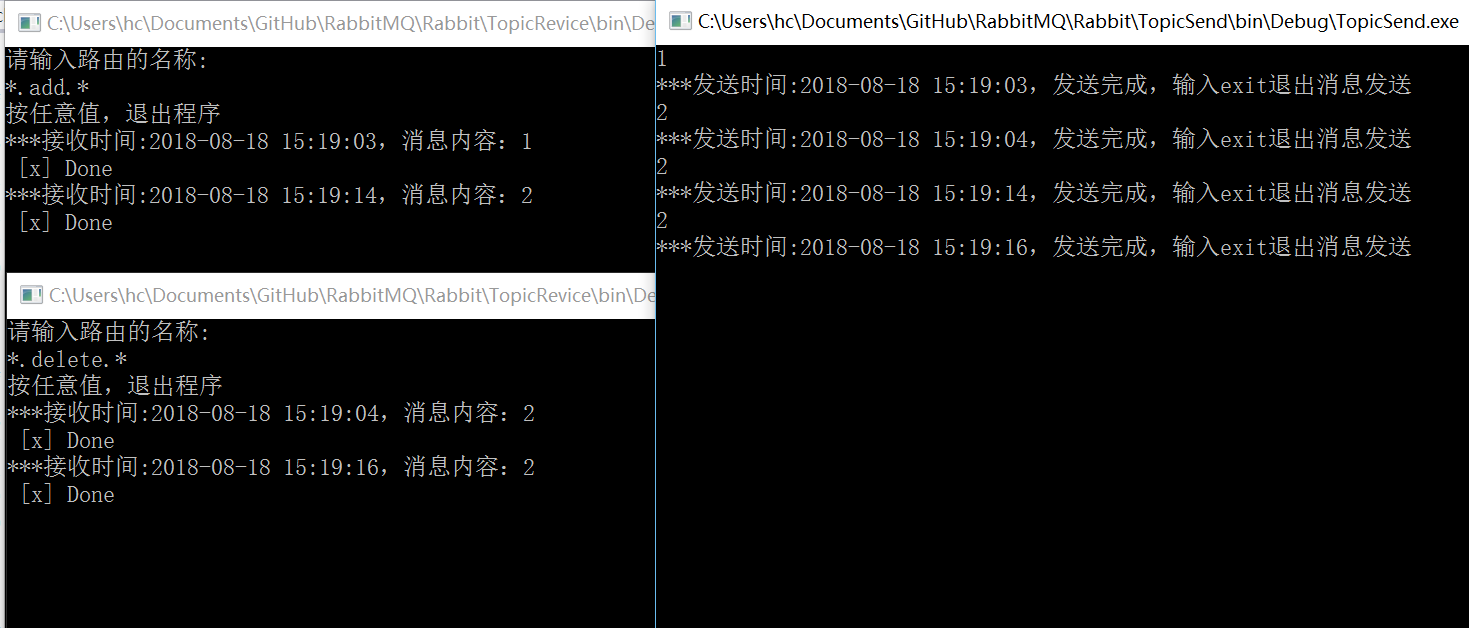 C:\Users\hc\Documents\GitHub\RabbitMQ\Rabbit\TopicRevice\bin\De
请输入路由的名称:
*.add.*
按任意值，退出程序
***接收时间:2018-08-18 15:19:03，消息内容：1
[x] Done
***接收时间:2018-08-18 15:19:14，消息内容：2
[x] Done
C:\Users\hc\Documents\GitHub\RabbitMQ\Rabbit\TopicRevice\bin\De
请输入路由的名称:
*.delete.*
按任意值，退出程序
***接收时间:2018-08-18 15:19:04，消息内容：2
[x] Done
***接收时间:2018-08-18 15:19:16，消息内容：2
[x] Done
C:\Users\hc\Documents\GitHub\RabbitMQ\Rabbit\TopicSend\bin\Debug\TopicSend.exe
1
***发送时间:2018-08-18 15:19:03，发送完成，输入exit退出消息发送
2
***发送时间:2018-08-18 15:19:04，发送完成，输入exit退出消息发送
2
***发送时间:2018-08-18 15:19:14，发送完成，输入exit退出消息发送
2
***发送时间:2018-08-18 15:19:16，发送完成，输入exit退出消息发送